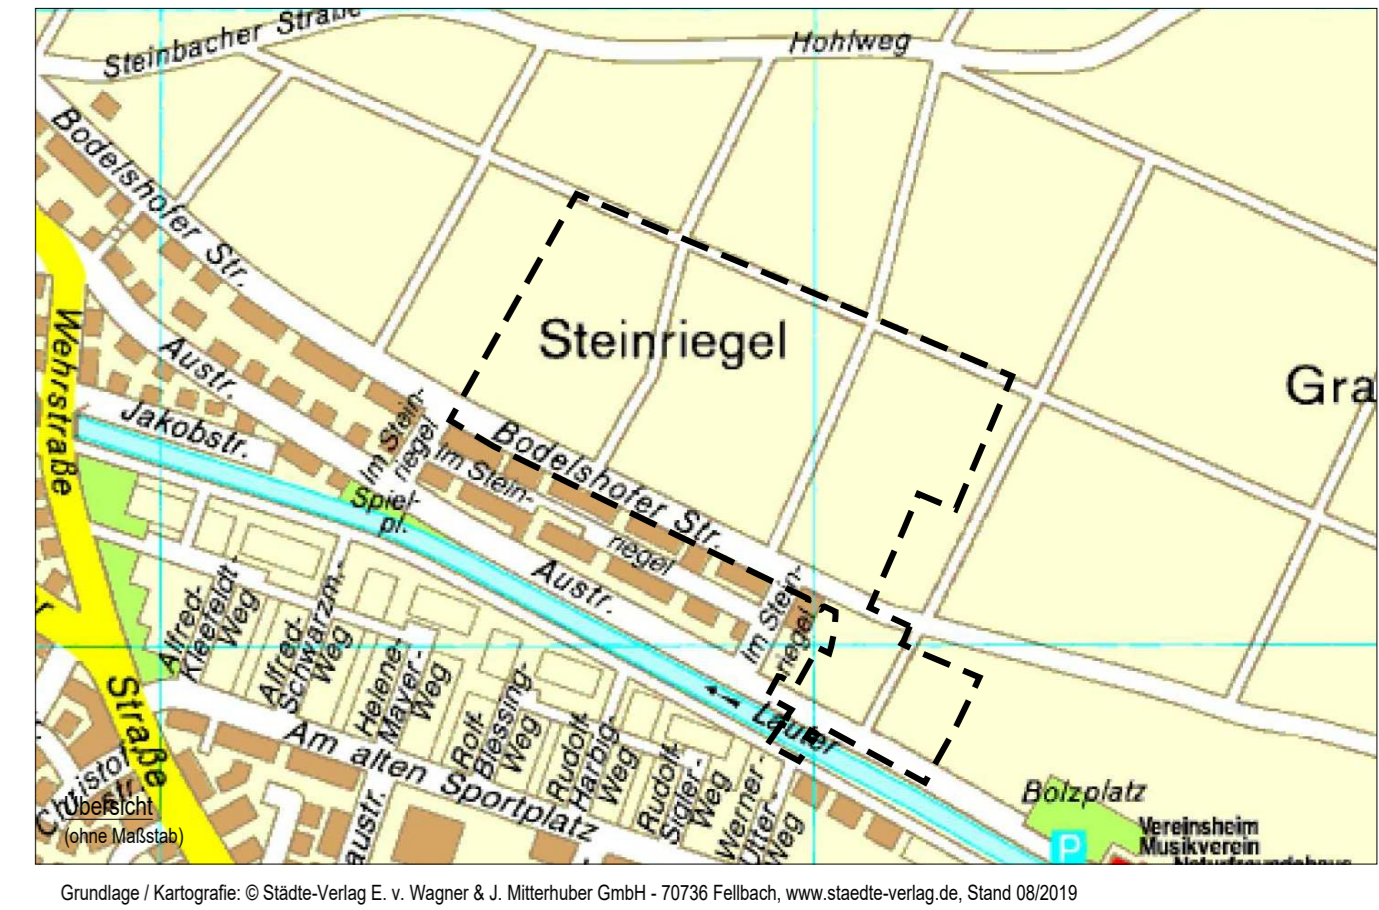 Steinbacher Straße
Hohlweg
Bodelshofer Str.
Wehrstraße
Austr.
Steinriegel
Gra
Jakobstr.
Im Stein-
riegel
Bodelshofer Str.
Im Stein-
riegel
Spiel-
pl.
Austr.
Im Stein-
riegel
Alfred-
Kleefeldt-
Weg
Alfred-
Schwarzm.-
Weg
Helene-
Mayer-
Weg
Rolf-
Blessing-
Weg
Rudolf-
Harbig-
Weg
Rudolf-
Sigler-
Weg
Werner-
Utter-
Weg
Lauter
Straße
Am alten Sportplatz
Bolzplatz
P
Vereinsheim
Musikverein
Übersicht
(ohne Maßstab)
Grundlage / Kartografie: © Städte-Verlag E. v. Wagner & J. Mitterhuber GmbH - 70736 Fellbach, www.staedte-verlag.de, Stand 08/2019